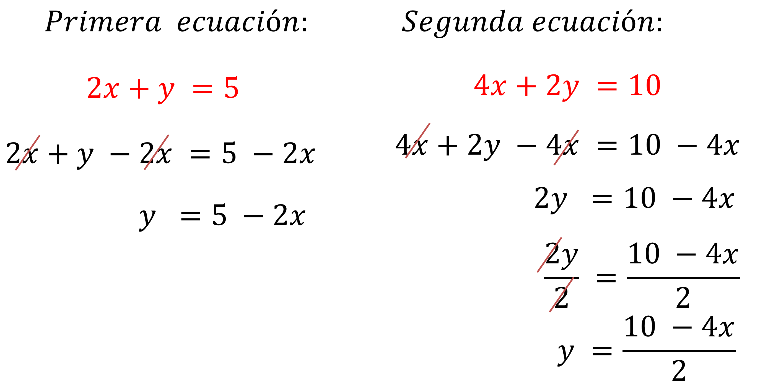 Primera ecuación:
2x + y = 5
2x + y − 2x = 5 − 2x
y = 5 − 2x
Segunda ecuación:
4x + 2y = 10
4x + 2y − 4x = 10 − 4x
2y = 10 − 4x
2y/2 = (10 − 4x)/2
y = (10 − 4x)/2